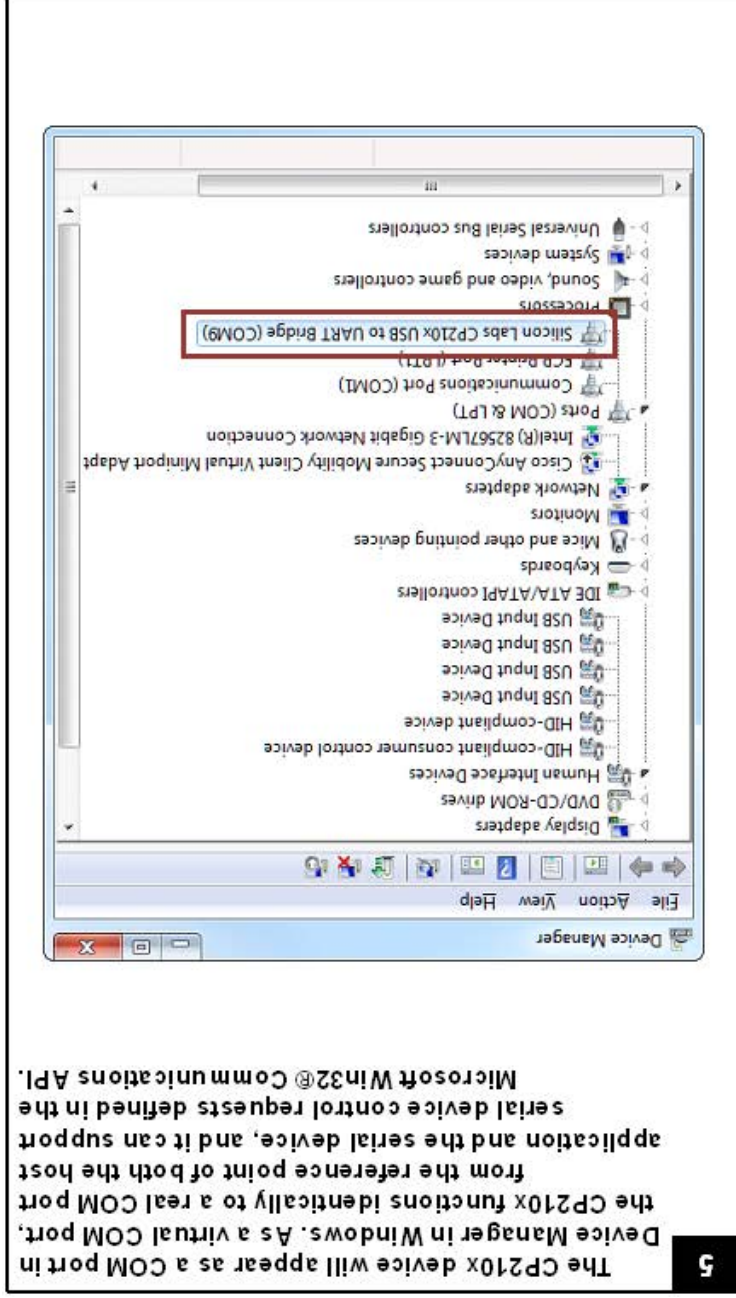 5
The CP210x device will appear as a COM port in
Device Manager in Windows. As a virtual COM port,
the CP210x functions identically to a real COM port
from the reference point of both the host
application and the serial device, and it can support
serial device control requests defined in the
Microsoft Win32® Communications API.
Device Manager
File Action View Help
Display adapters
DVD/CD-ROM drives
Human Interface Devices
HID-compliant consumer control device
HID-compliant device
USB Input Device
USB Input Device
USB Input Device
USB Input Device
IDE ATA/ATAPI controllers
Keyboards
Mice and other pointing devices
Monitors
Network adapters
Cisco AnyConnect Secure Mobility Client Virtual Miniport Adapt
Intel(R) 82567LM-3 Gigabit Network Connection
Ports (COM & LPT)
Communications Port (COM1)
ECP Printer Port (LPT1)
Silicon Labs CP210x USB to UART Bridge (COM9)
Processors
Sound, video and game controllers
System devices
Universal Serial Bus controllers